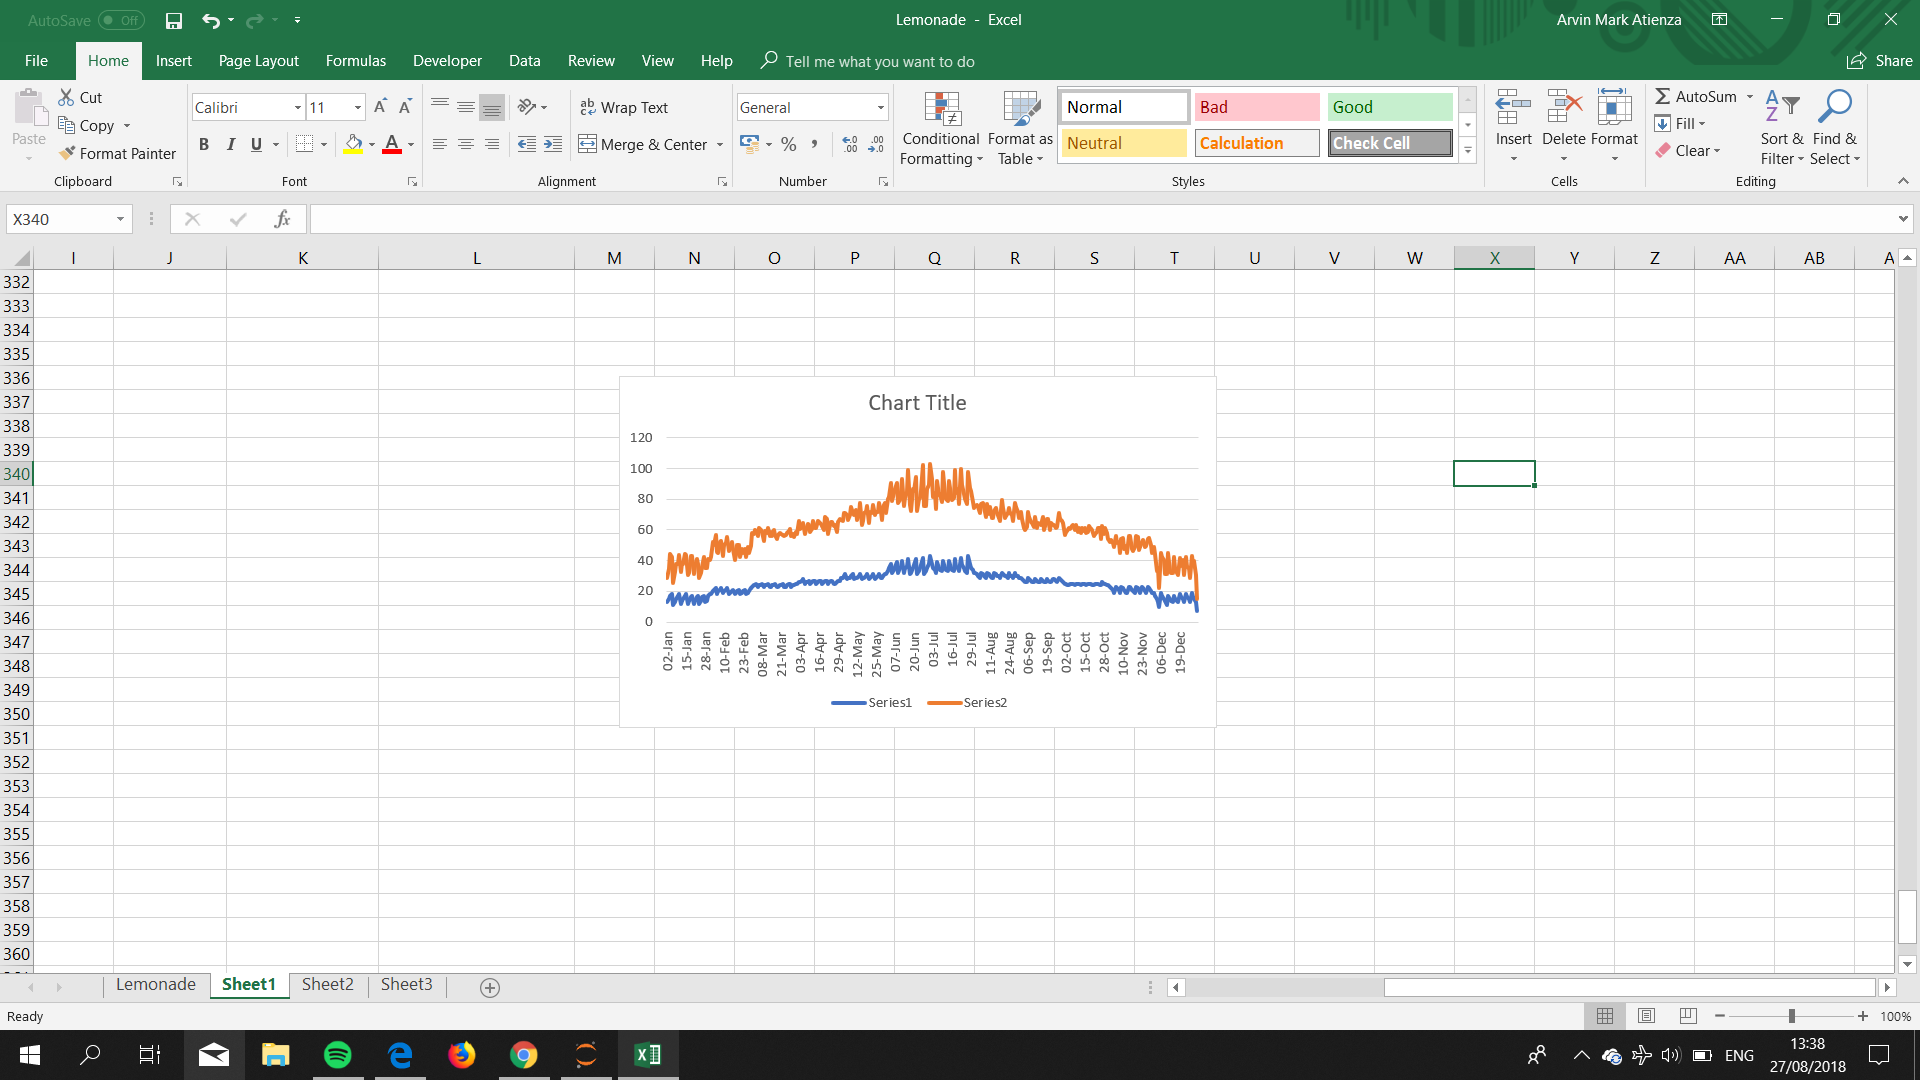 AutoSave Off
Lemonade - Excel
Arvin Mark Atienza
File Home Insert Page Layout Formulas Developer Data Review View Help Tell me what you want to do Share
Paste
Cut
Copy
Format Painter
Clipboard
Calibri 11
B I U A
Font
Wrap Text
Merge & Center
Alignment
General
% ,
Number
Conditional Formatting
Format as Table
Normal Bad Good
Neutral Calculation Check Cell
Styles
Insert Delete Format
Cells
AutoSum
Fill
Clear
Sort & Filter
Find & Select
Editing
X340
fx
I J K L M N O P Q R S T U V W X Y Z AA AB A
332
333
334
335
336
337
338
339
340
341
342
343
344
345
346
347
348
349
350
351
352
353
354
355
356
357
358
359
360
Chart Title
120
100
80
60
40
20
0
02-Jan 15-Jan 28-Jan 10-Feb 23-Feb 08-Mar 21-Mar 03-Apr 16-Apr 29-Apr 12-May 25-May 07-Jun 20-Jun 03-Jul 16-Jul 29-Jul 11-Aug 24-Aug 06-Sep 19-Sep 02-Oct 15-Oct 28-Oct 10-Nov 23-Nov 06-Dec 19-Dec
Series1 Series2
Lemonade Sheet1 Sheet2 Sheet3
Ready
100%
ENG
13:38
27/08/2018